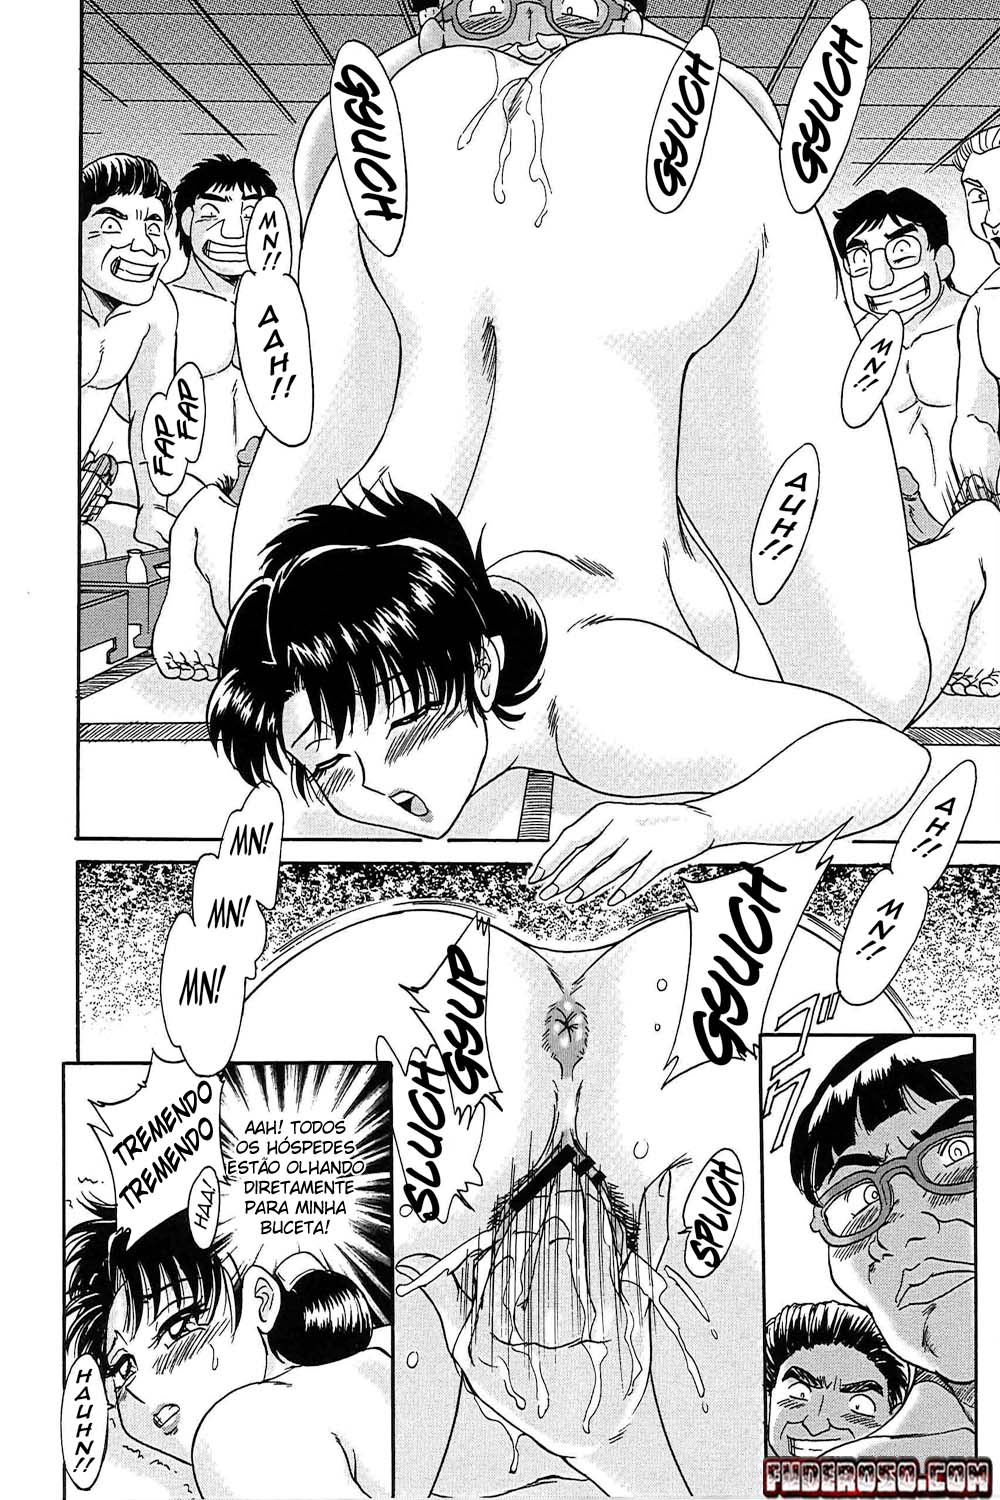 GYUCH
GYUCH
GYUCH
MN!!
AAH!!
FAP
FAP
MN!!
AUH!!
MN!
MN!
MN!
AH!!
MN!!
GYUCH
GYUP
SLUCH
SPLICH
TREMENDO
TREMENDO
HAA!
AAH! TODOS
OS HÓSPEDES
ESTÃO OLHANDO
DIRETAMENTE
PARA MINHA
BUCETA!
HAUHN!!
FUDEROSO.COM